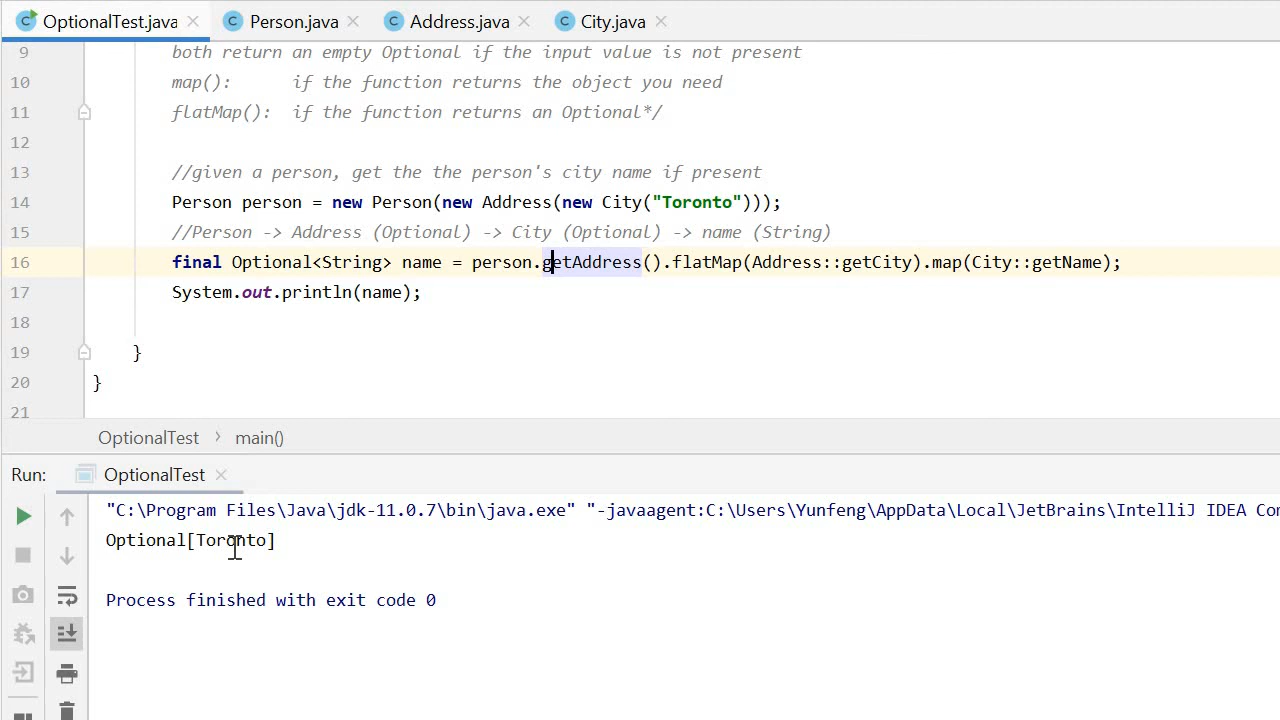 OptionalTest.java Person.java Address.java City.java
9 both return an empty Optional if the input value is not present
10 map(): if the function returns the object you need
11 flatMap(): if the function returns an Optional*/
12
13 //given a person, get the the person's city name if present
14 Person person = new Person(new Address(new City("Toronto")));
15 //Person -> Address (Optional) -> City (Optional) -> name (String)
16 final Optional<String> name = person.getAddress().flatMap(Address::getCity).map(City::getName);
17 System.out.println(name);
18
19 }
20 }
21
OptionalTest > main()
Run: OptionalTest
"C:\Program Files\Java\jdk-11.0.7\bin\java.exe" "-javaagent:C:\Users\Yunfeng\AppData\Local\JetBrains\IntelliJ IDEA Com
Optional[Toronto]
Process finished with exit code 0